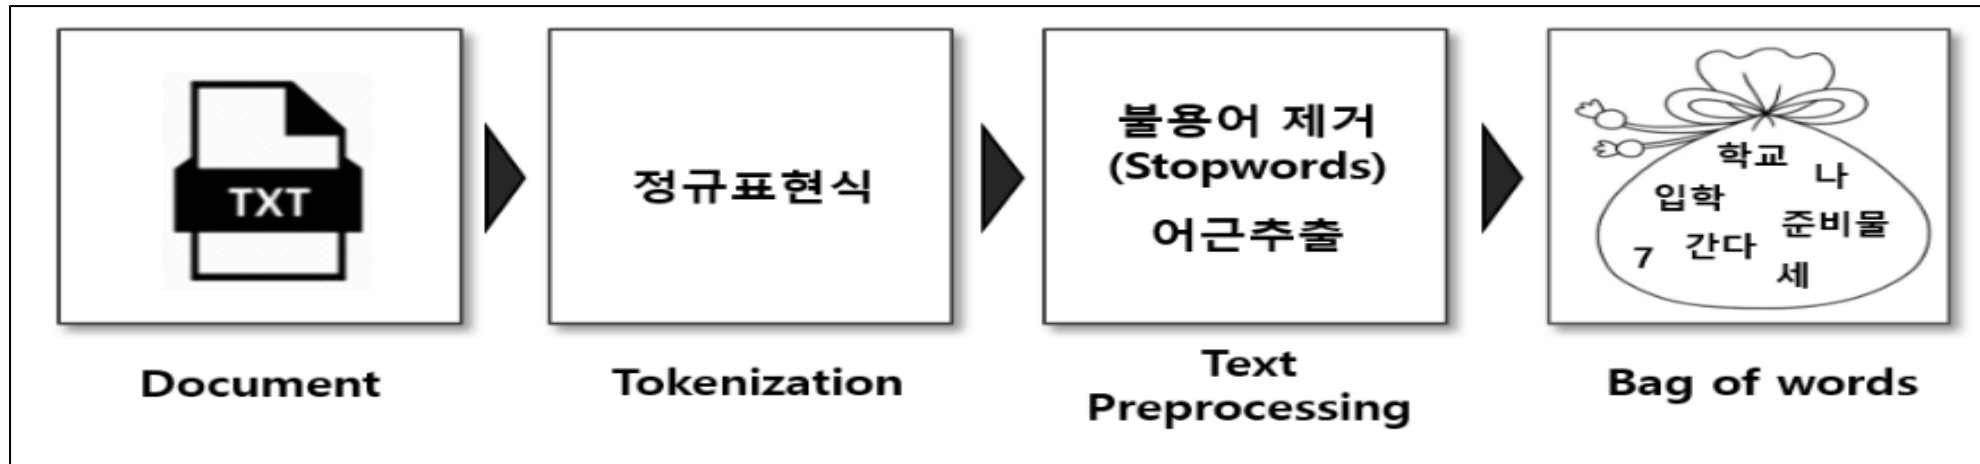 TXT
Document
정규표현식
Tokenization
불용어 제거
(Stopwords)
어근추출
Text
Preprocessing
학교
나
입학
준비물
간다
7
세
Bag of words